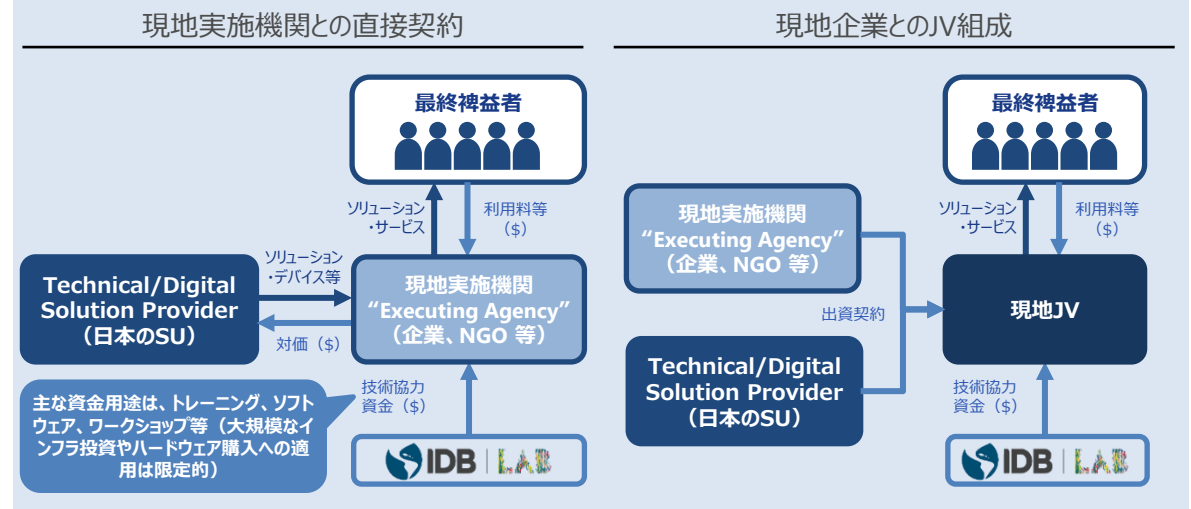 現地実施機関との直接契約
最終裨益者
ソリューション
・サービス
利用料等
($)
ソリューション
・デバイス等
Technical/Digital
Solution Provider
(日本のSU)
対価 ($)
現地実施機関
“Executing Agency”
(企業、NGO 等)
技術協力
資金 ($)
主な資金用途は、トレーニング、ソフト
ウェア、ワークショップ等(大規模なイ
ンフラ投資やハードウェア購入への適
用は限定的)
IDB | LAB
現地企業とのJV組成
最終裨益者
ソリューション
・サービス
利用料等
($)
現地実施機関
“Executing Agency”
(企業、NGO 等)
出資契約
Technical/Digital
Solution Provider
(日本のSU)
現地JV
技術協力
資金 ($)
IDB | LAB